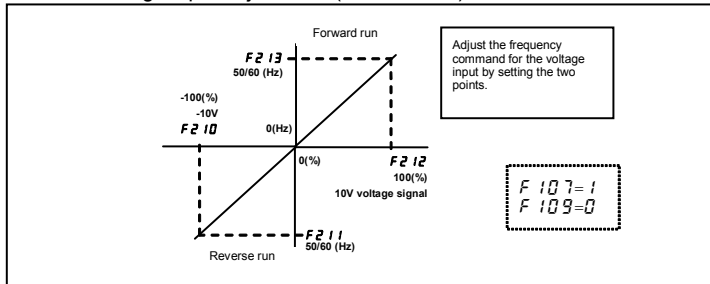 Forward run
F213
50/60 (Hz)
Adjust the frequency
command for the voltage
input by setting the two
points.
-100(%)
-10V
F210
0(Hz)
0(%)
F212
100(%)
10V voltage signal
F107=1
F109=0
F211
50/60 (Hz)
Reverse run